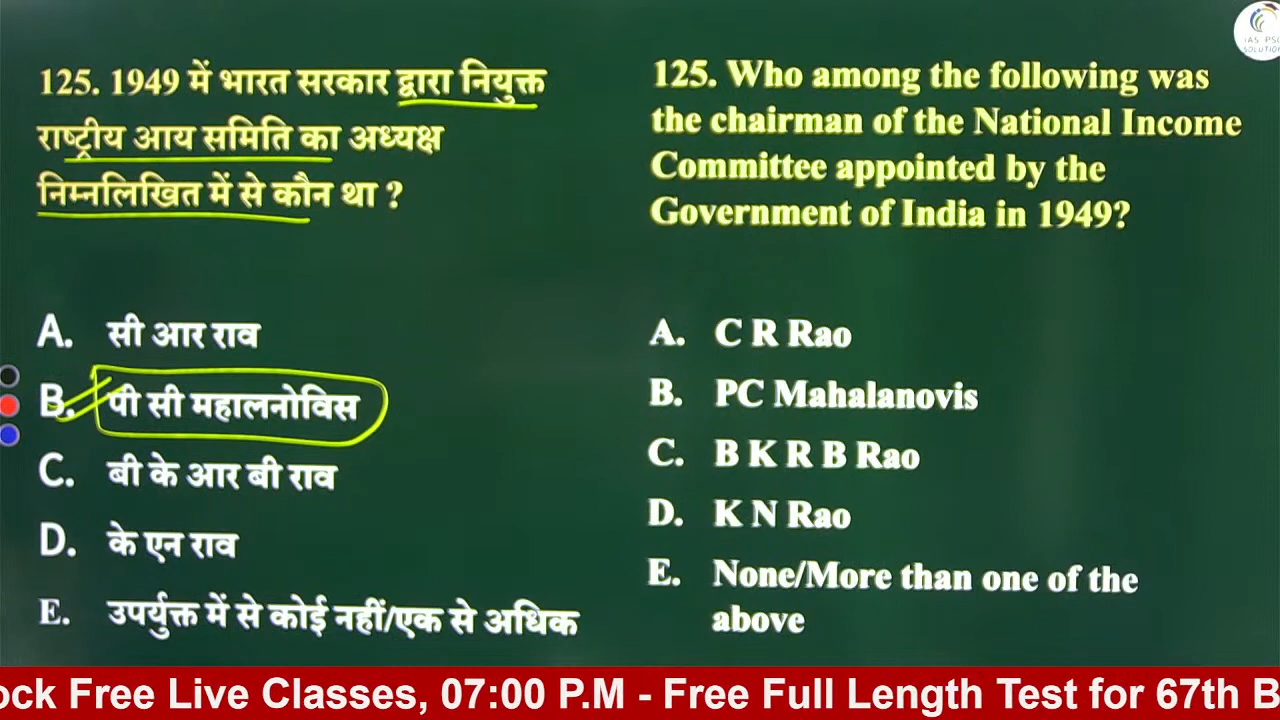 125. 1949 में भारत सरकार द्वारा नियुक्त
राष्ट्रीय आय समिति का अध्यक्ष
निम्नलिखित में से कौन था ?
A. सी आर राव
B. पी सी महालनोविस
C. बी के आर बी राव
D. के एन राव
E. उपर्युक्त में से कोई नहीं/एक से अधिक
125. Who among the following was
the chairman of the National Income
Committee appointed by the
Government of India in 1949?
A. C R Rao
B. PC Mahalanovis
C. B K R B Rao
D. K N Rao
E. None/More than one of the
above
IAS PSC
SOLUTION
ock Free Live Classes, 07:00 P.M - Free Full Length Test for 67th B